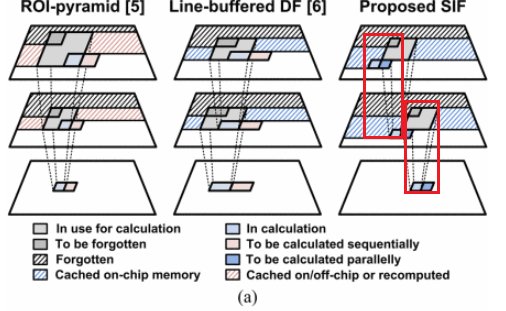 ROI-pyramid [5] Line-buffered DF [6] Proposed SIF
In use for calculation
To be forgotten
Forgotten
Cached on-chip memory
In calculation
To be calculated sequentially
To be calculated parallelly
Cached on/off-chip or recomputed
(a)